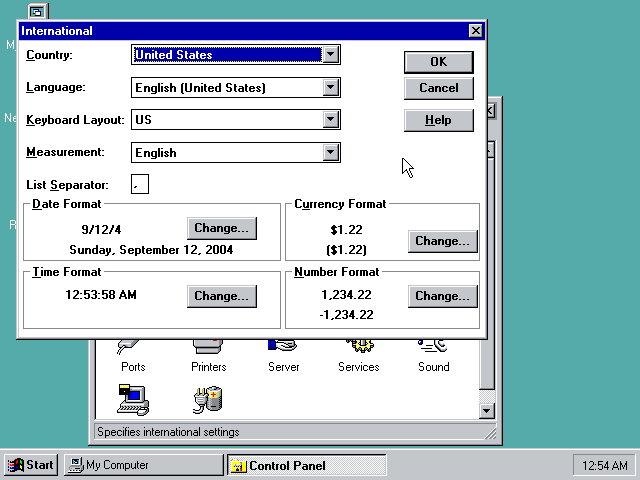 International
Country: United States
OK
Language: English (United States)
Cancel
Keyboard Layout: US
Help
Measurement: English
List Separator: ,
Date Format
9/12/4
Change...
Sunday, September 12, 2004
Currency Format
$1.22
($1.22)
Change...
Time Format
12:53:58 AM
Change...
Number Format
1,234.22
-1,234.22
Change...
Ports
Printers
Server
Services
Sound
Specifies international settings
Start
My Computer
Control Panel
12:54 AM